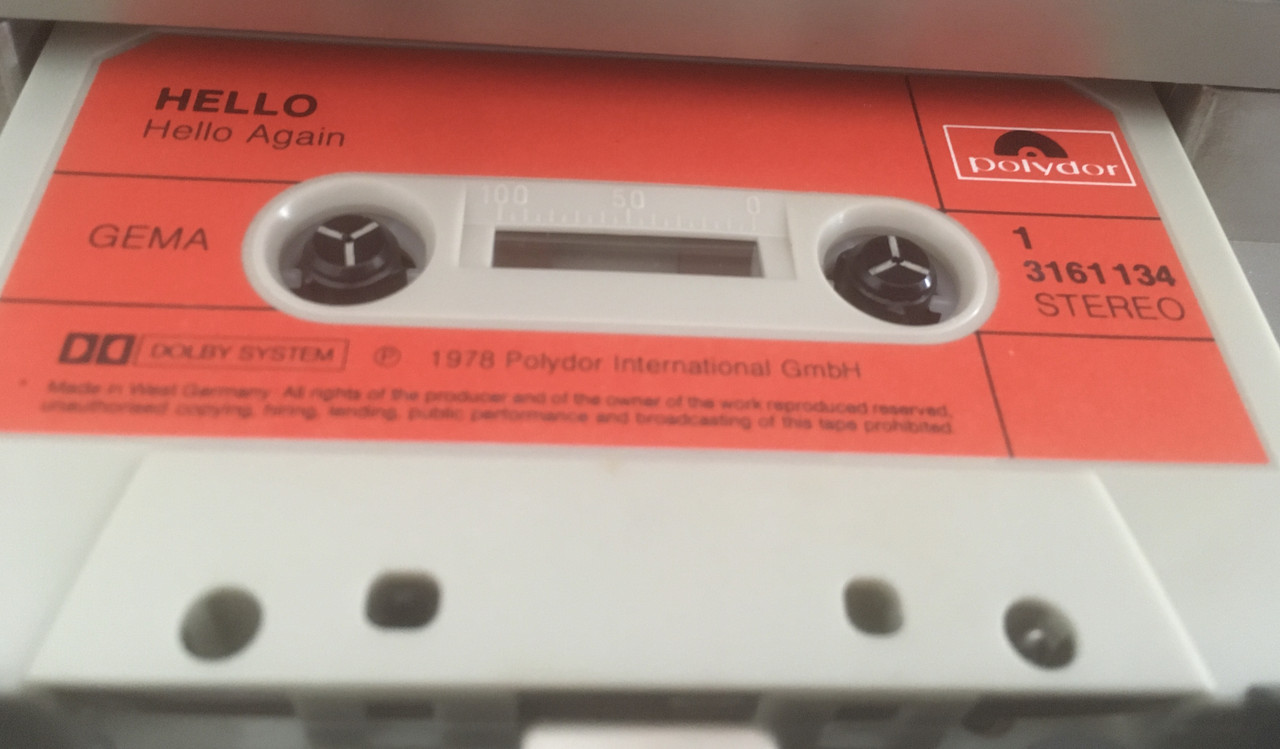 HELLO
Hello Again
polydor
100 50 0
GEMA
1
3161 134
STEREO
DOLBY SYSTEM ℗ 1978 Polydor International GmbH
Made in West Germany All rights of the producer and of the owner of the work reproduced reserved,
unauthorised copying, hiring, lending, public performance and broadcasting of this tape prohibited.